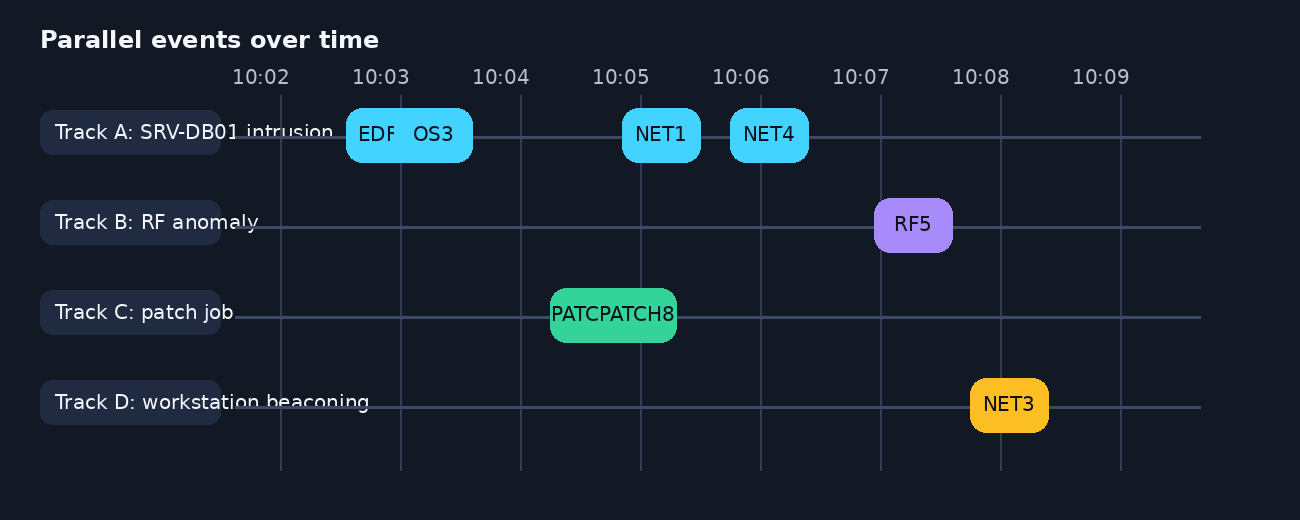 Parallel events over time
10:02 10:03 10:04 10:05 10:06 10:07 10:08 10:09
Track A: SRV-DB01 intrusion OS3 NET1 NET4
Track B: RF anomaly RF5
Track C: patch job PATCPATCH8
Track D: workstation beaconing NET3